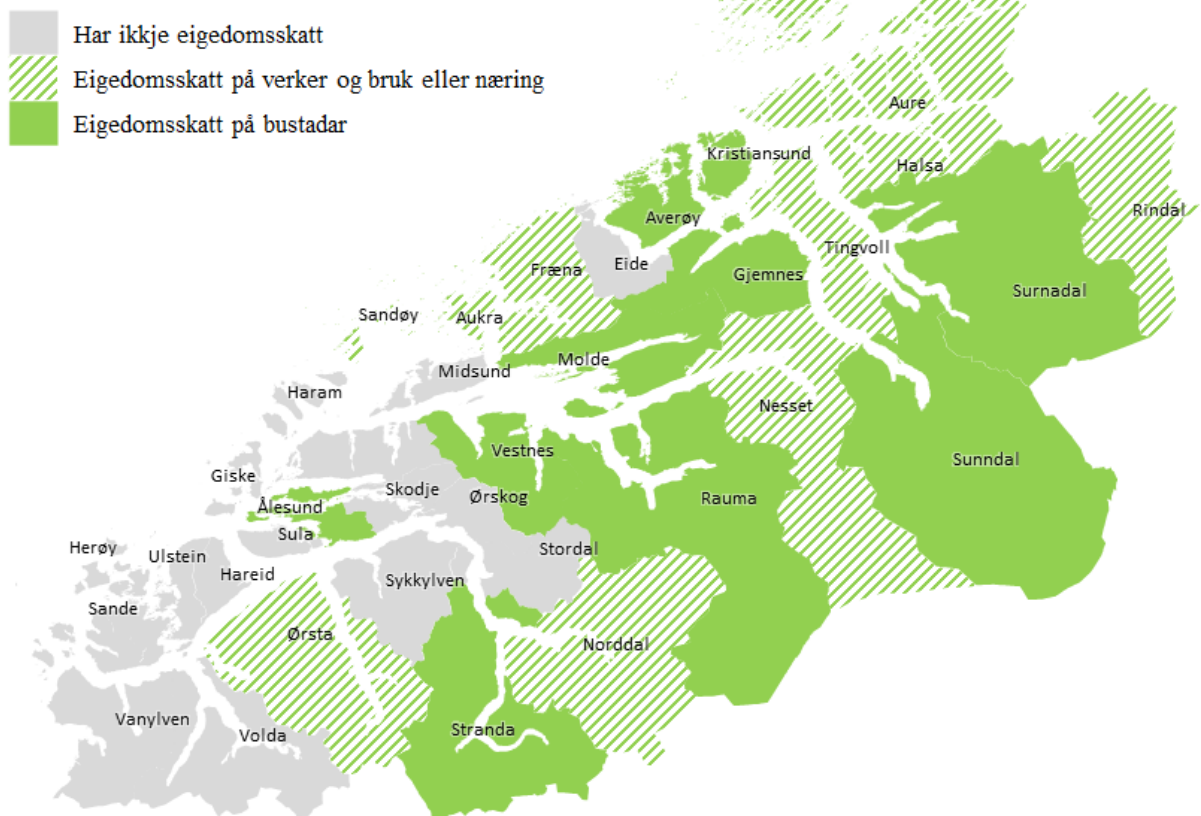 Har ikkje eigedomsskatt
Eigedomsskatt på verker og bruk eller næring
Eigedomsskatt på bustadar
Aure
Kristiansund
Halsa
Rindal
Averøy
Tingvoll
Eide
Fræna
Gjemnes
Surnadal
Sandøy
Aukra
Molde
Midsund
Haram
Nesset
Vestnes
Sunndal
Giske
Skodje
Ørskog
Rauma
Ålesund
Sula
Herøy
Ulstein
Stordal
Hareid
Sykkylven
Sande
Ørsta
Norddal
Vanylven
Stranda
Volda